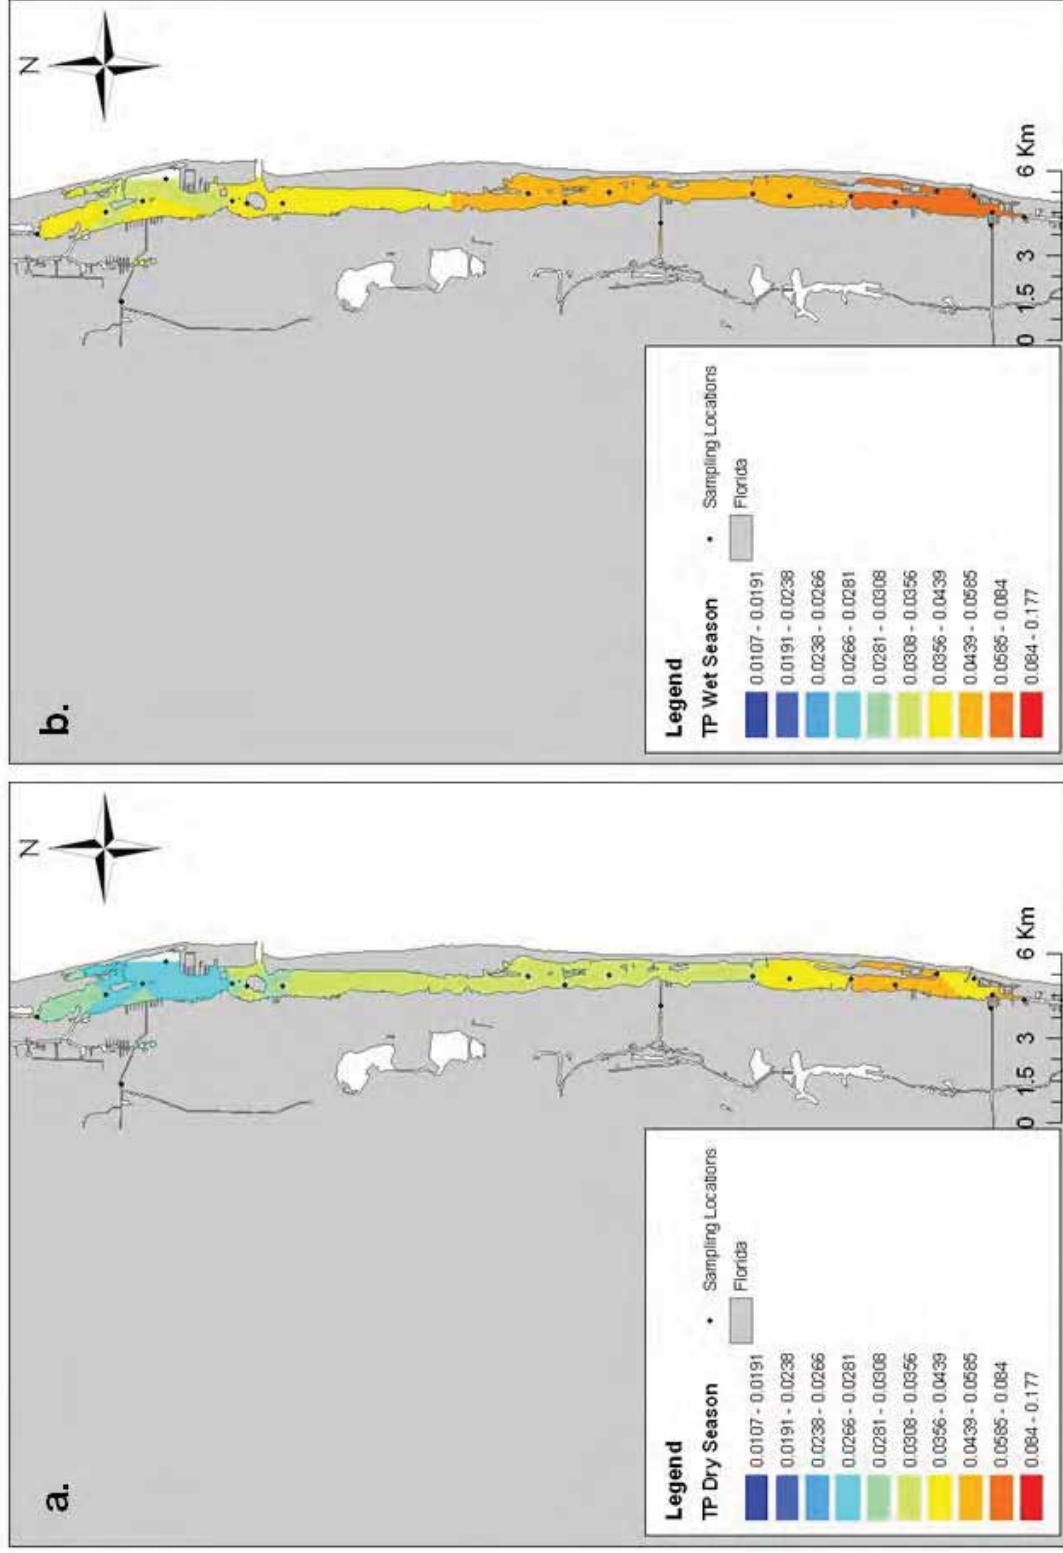 a.
N
Legend
TP Dry Season
0.0107 - 0.0191
0.0191 - 0.0238
0.0238 - 0.0266
0.0266 - 0.0281
0.0281 - 0.0308
0.0308 - 0.0356
0.0356 - 0.0439
0.0439 - 0.0585
0.0585 - 0.084
0.084 - 0.177
Sampling Locations
Florida
0 1.5 3 6 Km
b.
N
Legend
TP Wet Season
0.0107 - 0.0191
0.0191 - 0.0238
0.0238 - 0.0266
0.0266 - 0.0281
0.0281 - 0.0308
0.0308 - 0.0356
0.0356 - 0.0439
0.0439 - 0.0585
0.0585 - 0.084
0.084 - 0.177
Sampling Locations
Florida
0 1.5 3 6 Km